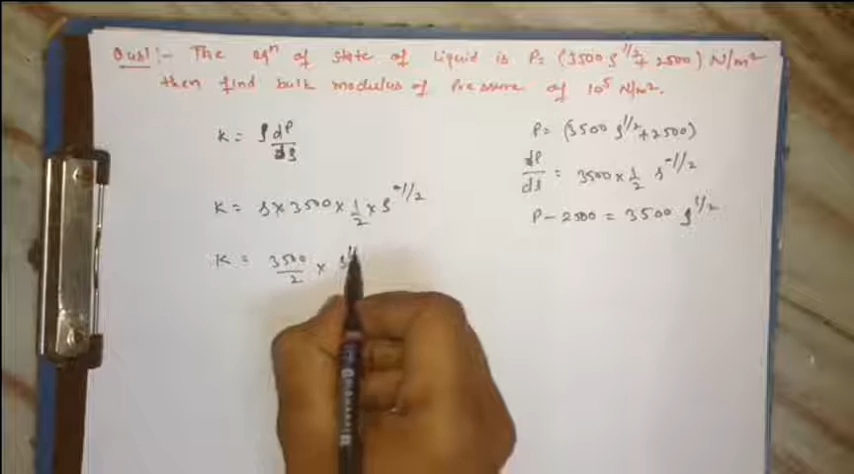 Ques1:- The eqⁿ of state of liquid is P= (3500 ρ^1/2 + 2500) N/m²
then find bulk modulus of Pressure of 10⁵ N/m².
K = ρ dP/dρ
K = ρ × 3500 × 1/2 × ρ^-1/2
K = 3500/2 × ρ
P= (3500 ρ^1/2 + 2500)
dP/dρ = 3500 × 1/2 ρ^-1/2
P - 2500 = 3500 ρ^1/2